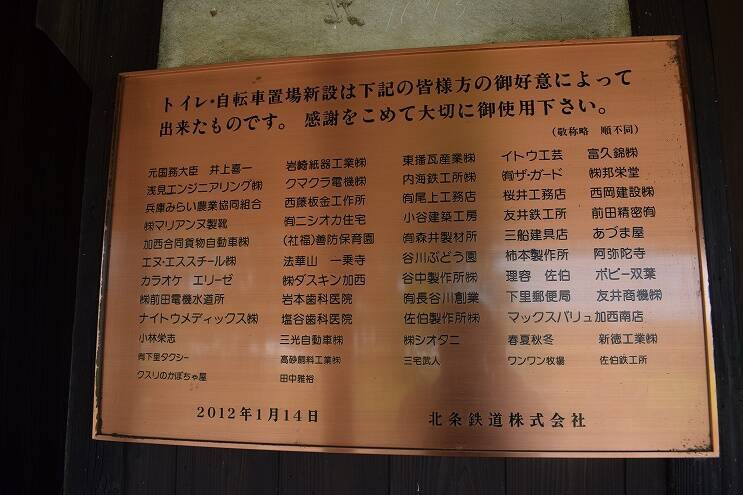 トイレ・自転車置場新設は下記の皆様方の御好意によって
出来たものです。 感謝をこめて大切に御使用下さい。
(敬称略 順不同)
元国務大臣 井上喜一 岩崎紙器工業㈱ 東播瓦産業㈱ イトウ工芸 富久錦㈱
浅見エンジニアリング㈱ クマクラ電機㈱ 内海鉄工所㈱ ㈲ザ・ガード ㈱邦栄堂
兵庫みらい農業協同組合 西藤板金工作所 ㈲尾上工務店 桜井工務店 西岡建設㈱
㈱マリアンヌ製靴 ㈲ニシオカ住宅 小谷建築工房 友井鉄工所 前田精密㈲
加西合同貨物自動車㈱ (社福)善防保育園 ㈲森井製材所 三船建具店 あづま屋
エヌ・エススチール㈱ 法華山 一乗寺 谷川ぶどう園 柿本製作所 阿弥陀寺
カラオケ エリーゼ ㈱ダスキン加西 谷中製作所㈱ 理容 佐伯 ポピー双葉
㈱前田電機水道所 岩本歯科医院 ㈲長谷川創業 下里郵便局 友井商機㈱
ナイトウメディックス㈱ 塩谷歯科医院 佐伯製作所㈱ マックスバリュ加西南店
小林栄志 三光自動車㈱ ㈱シオタニ 春夏秋冬 新徳工業㈱
㈲下里タクシー 高砂飼料工業㈱ 三宅武人 ワンワン牧場 佐伯鉄工所
クスリのかぼちゃ屋 田中雅裕
2012年1月14日 北条鉄道株式会社